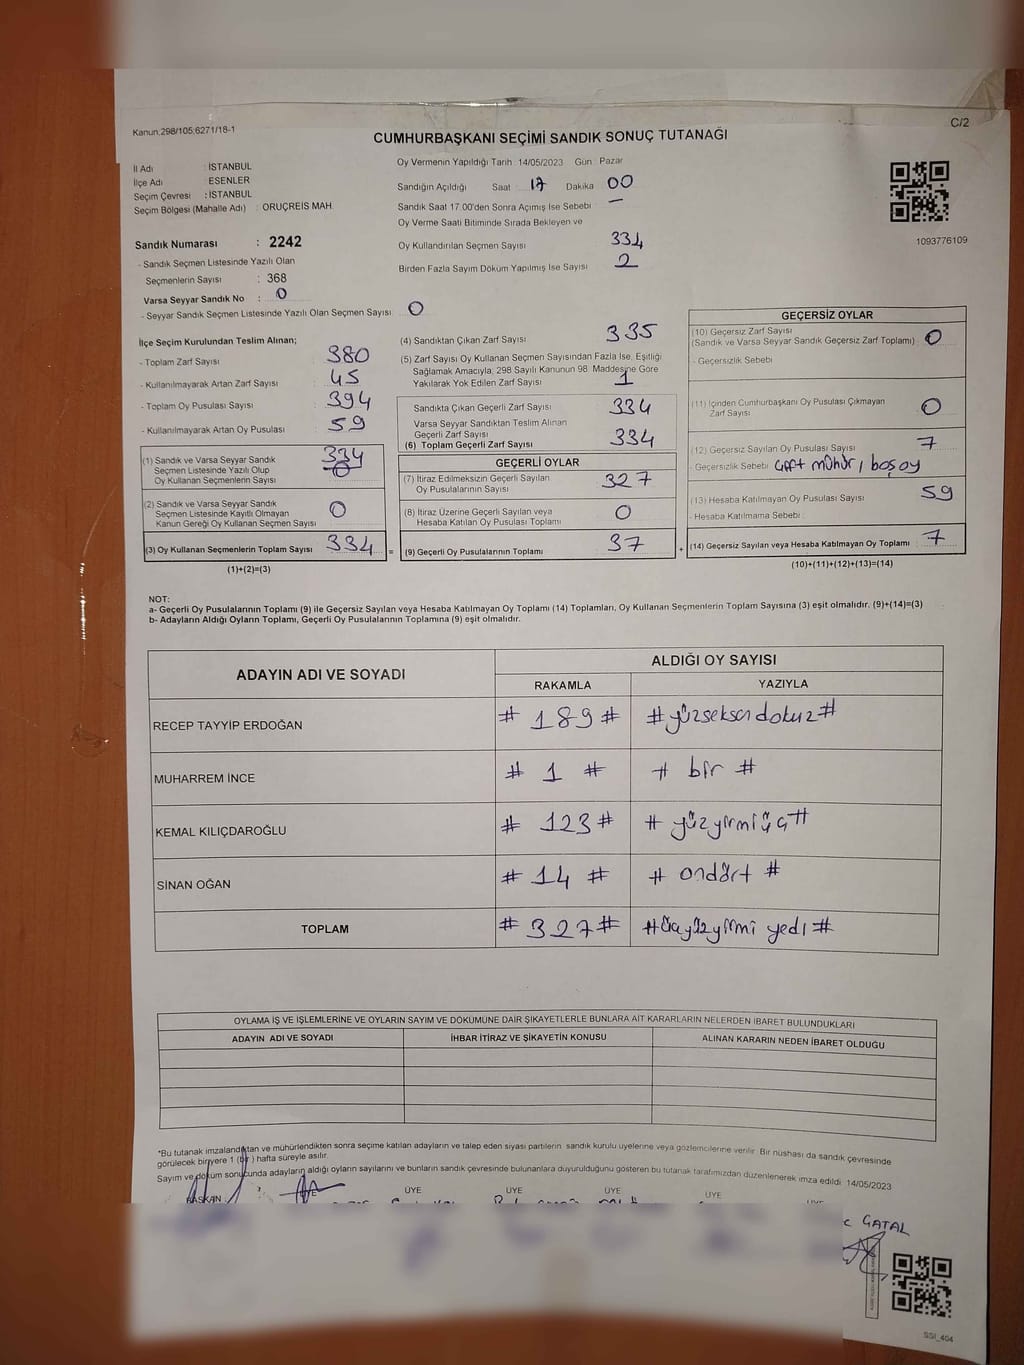 Kanun.298/105;6271/18-1
C/2
CUMHURBAŞKANI SEÇİMİ SANDIK SONUÇ TUTANAĞI
İl Adı : İSTANBUL
İlçe Adı : ESENLER
Seçim Çevresi : İSTANBUL
Seçim Bölgesi (Mahalle Adı) : ORUÇREİS MAH.
Sandık Numarası : 2242
- Sandık Seçmen Listesinde Yazılı Olan
Seçmenlerin Sayısı : 368
Varsa Seyyar Sandık No : 0
- Seyyar Sandık Seçmen Listesinde Yazılı Olan Seçmen Sayısı: 0
Oy Vermenin Yapıldığı Tarih : 14/05/2023 Gün : Pazar
Sandığın Açıldığı Saat : 17 Dakika 00
Sandık Saat 17.00'den Sonra Açımış Ise Sebebi : —
Oy Verme Saati Bitiminde Sırada Bekleyen ve
Oy Kullandırılan Seçmen Sayısı 334
Birden Fazla Sayım Döküm Yapılmış Ise Sayısı 2
1093776109
İlçe Seçim Kurulundan Teslim Alınan;
- Toplam Zarf Sayısı : 380
- Kullanılmayarak Artan Zarf Sayısı : 45
- Toplam Oy Pusulası Sayısı : 394
- Kullanılmayarak Artan Oy Pusulası : 59
(1) Sandık ve Varsa Seyyar Sandık
Seçmen Listesinde Yazılı Olup
Oy Kullanan Seçmenlerin Sayısı 334
(2) Sandık ve Varsa Seyyar Sandık
Seçmen Listesinde Kayıtlı Olmayan
Kanun Gereği Oy Kullanan Seçmen Sayısı 0
(3) Oy Kullanan Seçmenlerin Toplam Sayısı 334 =
(1)+(2)=(3)
(4) Sandıktan Çıkan Zarf Sayısı 335
(5) Zarf Sayısı Oy Kullanan Seçmen Sayısından Fazla Ise, Eşitliği
Sağlamak Amacıyla; 298 Sayılı Kanunun 98. Maddesine Göre
Yakılarak Yok Edilen Zarf Sayısı 1
Sandıkta Çıkan Geçerli Zarf Sayısı 334
Varsa Seyyar Sandıktan Teslim Alınan
Geçerli Zarf Sayısı
(6) Toplam Geçerli Zarf Sayısı 334
GEÇERLİ OYLAR
(7) İtiraz Edilmeksizin Geçerli Sayılan
Oy Pusulalarının Sayısı 327
(8) İtiraz Üzerine Geçerli Sayılan veya
Hesaba Katılan Oy Pusulası Toplamı 0
(9) Geçerli Oy Pusulalarının Toplamı 37 +
GEÇERSİZ OYLAR
(10) Geçersiz Zarf Sayısı
(Sandık ve Varsa Seyyar Sandık Geçersiz Zarf Toplamı) : 0
- Geçersizlik Sebebi
(11) İçinden Cumhurbaşkanı Oy Pusulası Çıkmayan
Zarf Sayısı 0
(12) Geçersiz Sayılan Oy Pusulası Sayısı 7
- Geçersizlik Sebebi : çift mühür, boş oy
(13) Hesaba Katılmayan Oy Pusulası Sayısı 59
- Hesaba Katılmama Sebebi :
(14) Geçersiz Sayılan veya Hesaba Katılmayan Oy Toplamı : 7
(10)+(11)+(12)+(13)=(14)
NOT:
a- Geçerli Oy Pusulalarının Toplamı (9) ile Geçersiz Sayılan veya Hesaba Katılmayan Oy Toplamı (14) Toplamları, Oy Kullanan Seçmenlerin Toplam Sayısına (3) eşit olmalıdır. (9)+(14)=(3)
b- Adayların Aldığı Oyların Toplamı, Geçerli Oy Pusulalarının Toplamına (9) eşit olmalıdır.
ADAYIN ADI VE SOYADI ALDIĞI OY SAYISI
RAKAMLA YAZIYLA
RECEP TAYYİP ERDOĞAN # 189 # # yüzseksendokuz #
MUHARREM İNCE # 1 # # bir #
KEMAL KILIÇDAROĞLU # 123 # # yüzyirmiüç #
SİNAN OĞAN # 14 # # ondört #
TOPLAM # 327 # # üçyüzyirmi yedi #
OYLAMA İŞ VE IŞLEMLERİNE VE OYLARIN SAYIM VE DÖKÜMÜNE DAİR ŞIKAYETLERLE BUNLARA AİT KARARLARIN NELERDEN İBARET BULUNDUKLARI
ADAYIN ADI VE SOYADI İHBAR İTİRAZ VE ŞİKAYETİN KONUSU ALINAN KARARIN NEDEN İBARET OLDUĞU
*Bu tutanak imzalandıktan ve mühürlendikten sonra seçime katılan adayların ve talep eden siyasi partilerin sandık kurulu üyelerine veya gözlemcilerine verilir. Bir nüshası da sandık çevresinde
görülecek bir yere 1 (bir) hafta süreyle asılır.
Sayım ve döküm sonucunda adayların aldığı oyların sayılarını ve bunların sandık çevresinde bulunanlara duyurulduğunu gösteren bu tutanak tarafımızdan düzenlenerek imza edildi. 14/05/2023
BAŞKAN ÜYE ÜYE ÜYE ÜYE ÜYE
GATAL
SSI_404